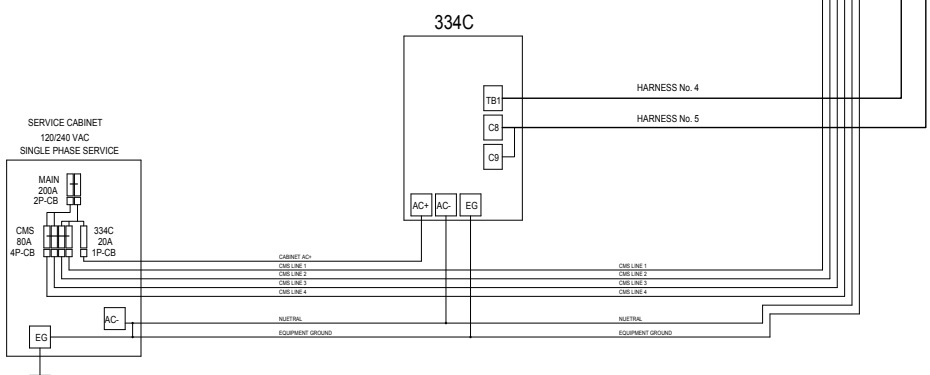 334C
HARNESS No. 4
TB1
HARNESS No. 5
C8
C9
SERVICE CABINET
120/240 VAC
SINGLE PHASE SERVICE
MAIN
200A
2P-CB
AC+ AC- EG
CMS
80A
4P-CB
334C
20A
1P-CB
CABINET AC+
CMS LINE 1 CMS LINE 1
CMS LINE 2 CMS LINE 2
CMS LINE 3 CMS LINE 3
CMS LINE 4 CMS LINE 4
AC-
NUETRAL NUETRAL
EG
EQUIPMENT GROUND EQUIPMENT GROUND